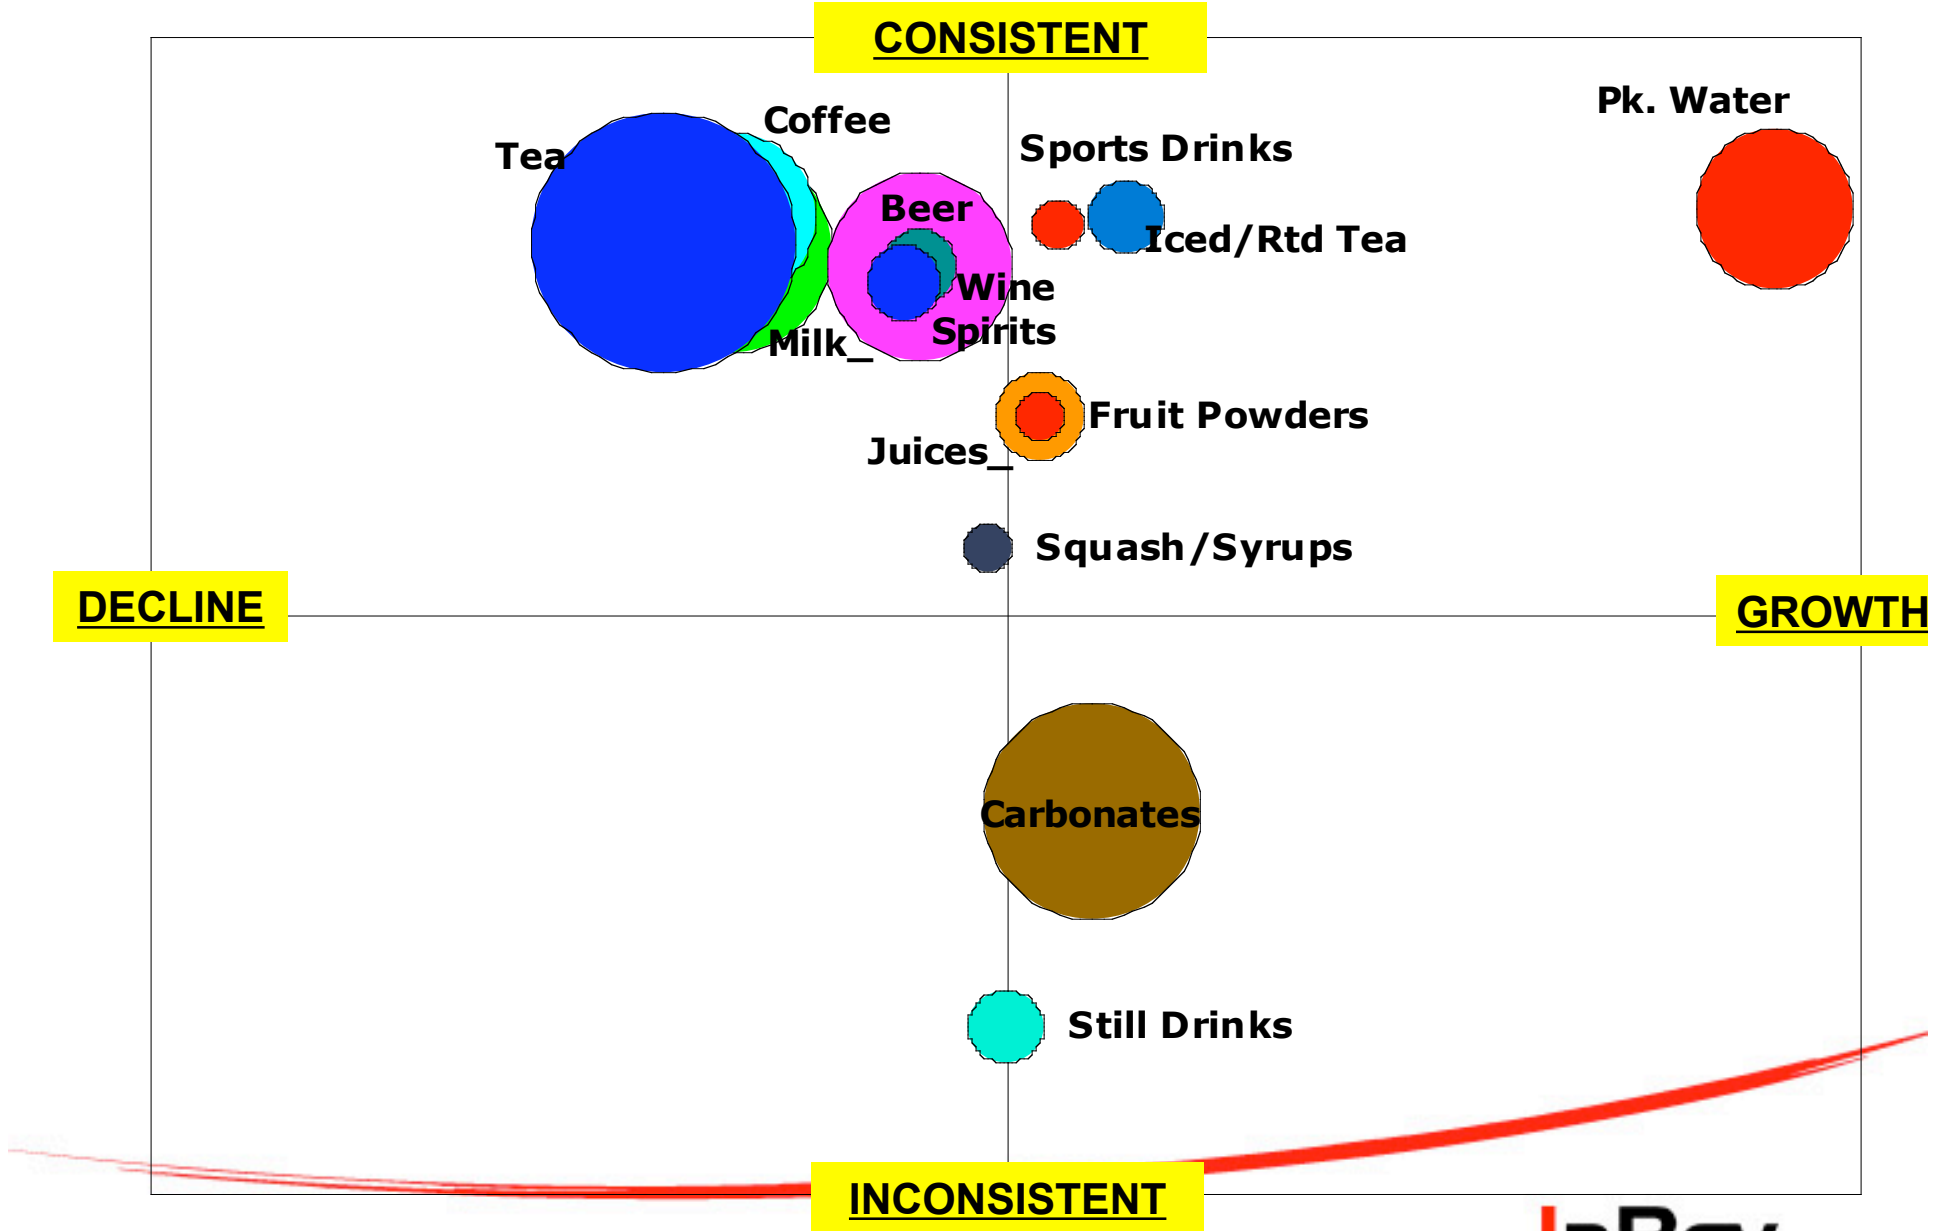 CONSISTENT
Pk. Water
Coffee
Sports Drinks
Tea
Beer
Iced/Rtd Tea
Wine
Spirits
Milk_
Fruit Powders
Juices_
Squash/Syrups
DECLINE
GROWTH
Carbonates
Still Drinks
INCONSISTENT